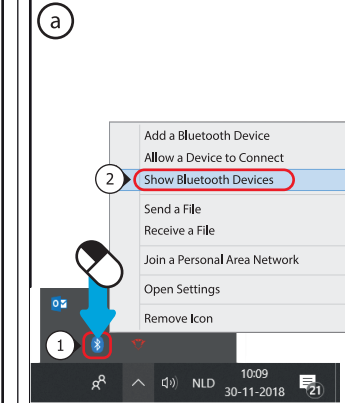 a
Add a Bluetooth Device
Allow a Device to Connect
2
Show Bluetooth Devices
Send a File
Receive a File
Join a Personal Area Network
Open Settings
Remove Icon
1
NLD
10:09
30-11-2018
21